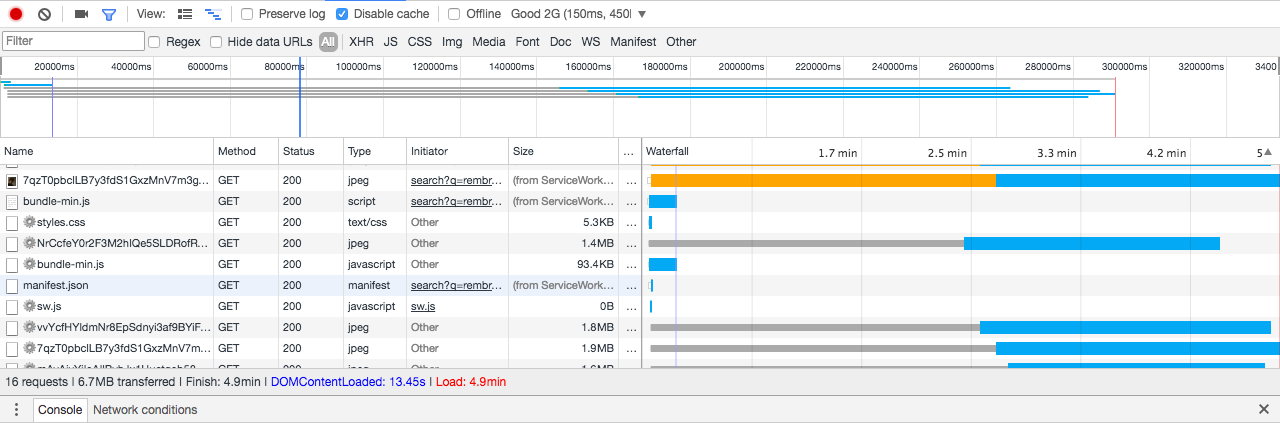 View: Preserve log Disable cache Offline Good 2G (150ms, 450
Filter Regex Hide data URLs All XHR JS CSS Img Media Font Doc WS Manifest Other
20000ms 40000ms 60000ms 80000ms 100000ms 120000ms 140000ms 160000ms 180000ms 200000ms 220000ms 240000ms 260000ms 280000ms 300000ms 320000ms 3400
Name Method Status Type Initiator Size ... Waterfall 1.7 min 2.5 min 3.3 min 4.2 min 5
7qzT0pbclLB7y3fdS1GxzMnV7m3g... GET 200 jpeg search?q=rembr... (from ServiceWork... ...
bundle-min.js GET 200 script search?q=rembr... (from ServiceWork... ...
styles.css GET 200 text/css Other 5.3KB ...
NrCcfeY0r2F3M2hlQe5SLDRofR... GET 200 jpeg Other 1.4MB ...
bundle-min.js GET 200 javascript Other 93.4KB ...
manifest.json GET 200 manifest search?q=rembr... (from ServiceWork... ...
sw.js GET 200 javascript sw.js 0B ...
vvYcfHYldmNr8EpSdnyi3af9BYiF... GET 200 jpeg Other 1.8MB ...
7qzT0pbclLB7y3fdS1GxzMnV7m... GET 200 jpeg Other 1.9MB ...
16 requests | 6.7MB transferred | Finish: 4.9min | DOMContentLoaded: 13.45s | Load: 4.9min
Console Network conditions